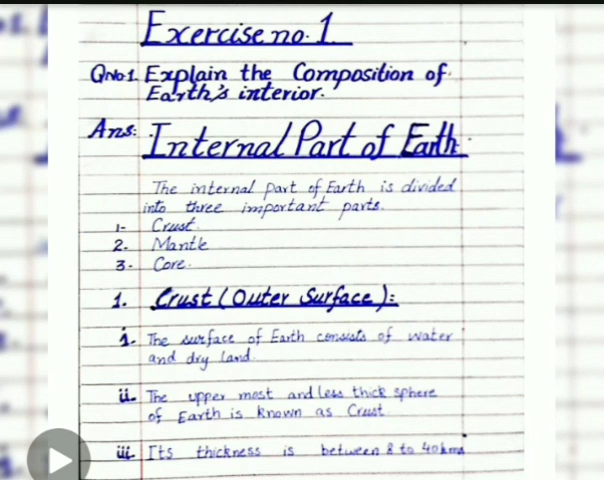 Exercise no. 1
QNo1. Explain the Composition of
Earth's interior.
Ans: Internal Part of Earth.
The internal part of Earth is divided
into three important parts.
1- Crust.
2. Mantle
3- Core.
1. Crust (Outer Surface):
i. The surface of Earth consists of water
and dry land.
ii. The upper most and less thick sphere
of Earth is known as Crust
iii. Its thickness is between 8 to 40kms